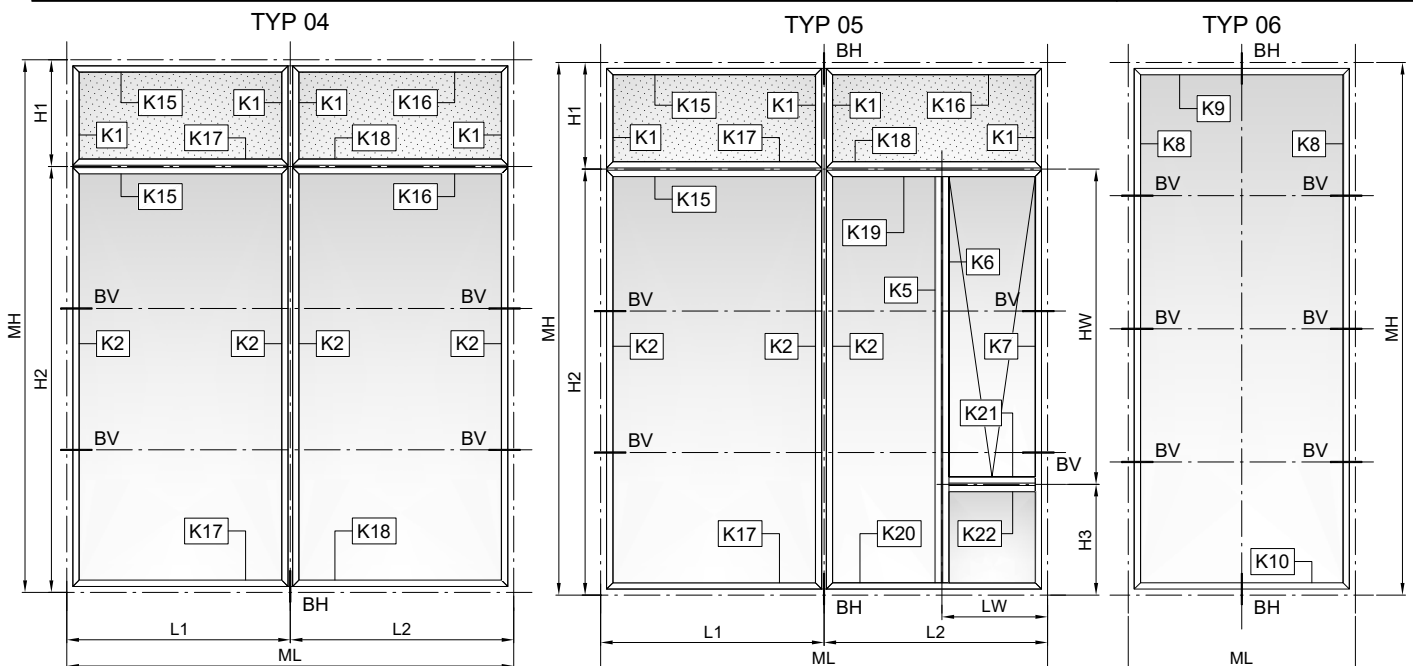 TYP 04 TYP 05 TYP 06
BH BH
K15 K1 K1 K16 K15 K1 K1 K16 K9
H1 H1
K1 K17 K18 K1 K1 K17 K18 K1 K8 K8
BV BV
K15 K16 K15 K19 K6
K5
BV BV BV BV
MH H2 K2 K2 K2 K2 MH H2 K2 K2 K2 K7 HW BV BV MH
K21
BV BV BV BV BV
K17 K18 K17 K20 K22 H3
K10
BH BH BH
LW
L1 L2 L1 L2
ML ML ML